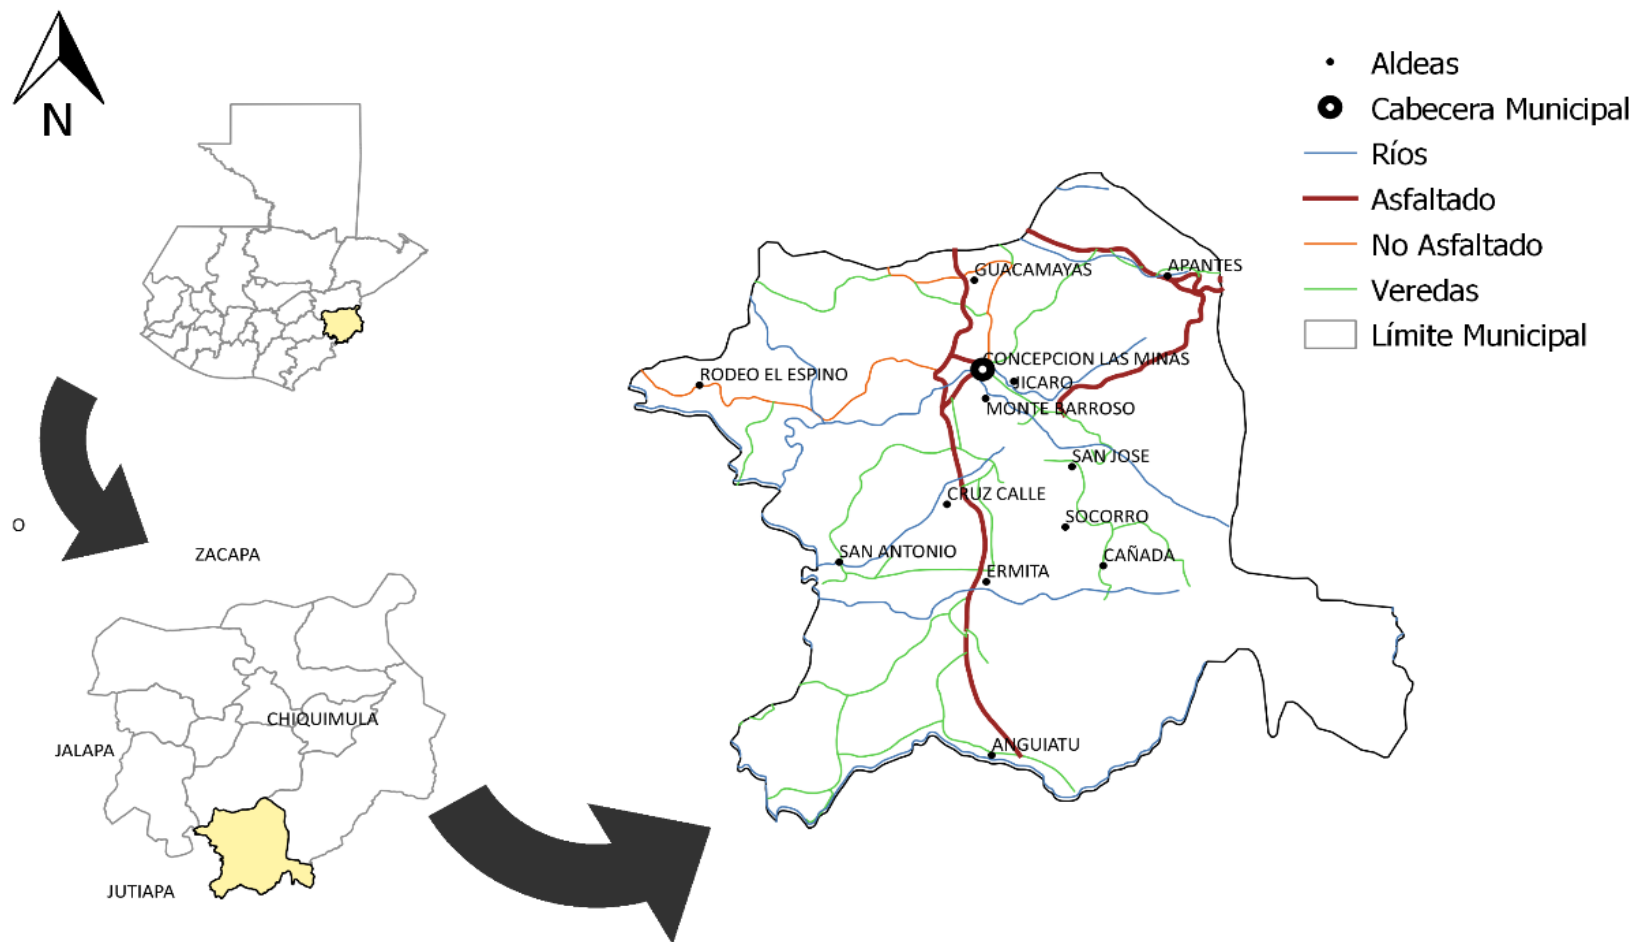 N
Aldeas
Cabecera Municipal
Ríos
Asfaltado
No Asfaltado
Veredas
Límite Municipal
GUACAMAYAS
APANTES
CONCEPCION LAS MINAS
RODEO EL ESPINO
JICARO
MONTE BARROSO
SAN JOSE
CRUZ CALLE
SOCORRO
SAN ANTONIO
CAÑADA
ERMITA
ANGUIATU
O
ZACAPA
CHIQUIMULA
JALAPA
JUTIAPA